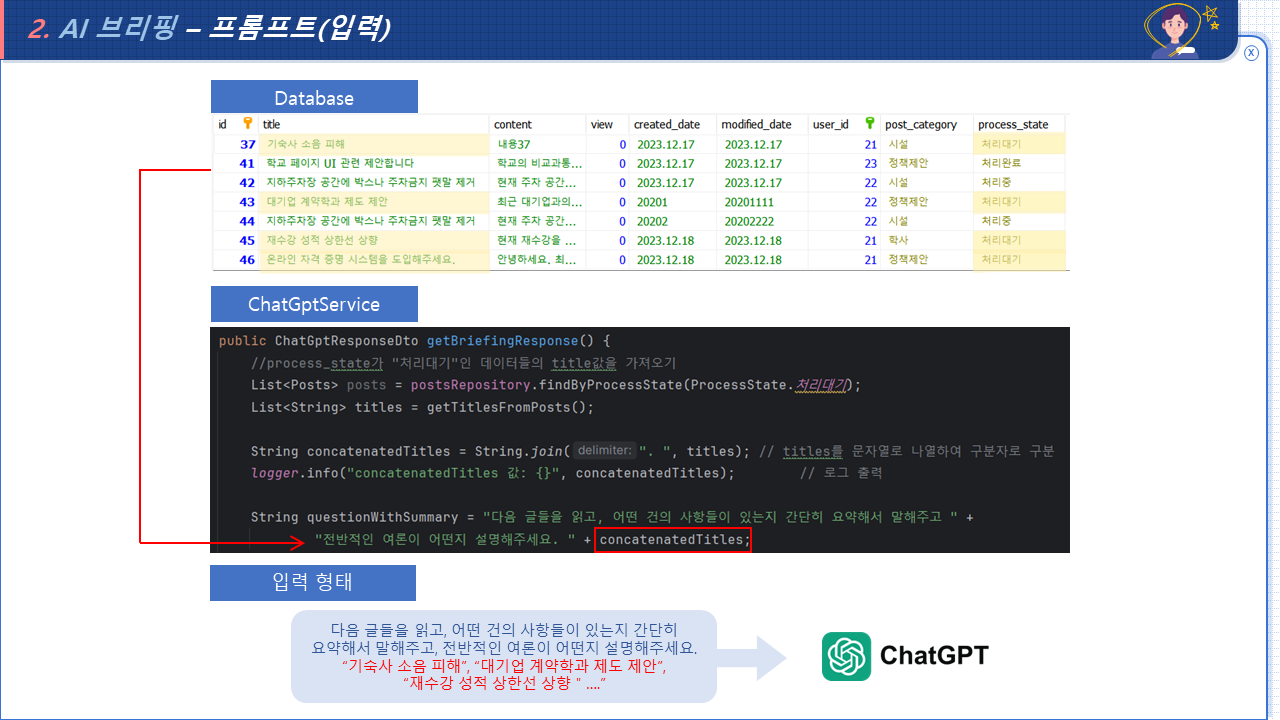 2. AI 브리핑 – 프롬프트(입력)
X
Database
id title content view created_date modified_date user_id post_category process_state
37 기숙사 소음 피해 내용37 0 2023.12.17 2023.12.17 21 시설 처리대기
41 학교 페이지 UI 관련 제안합니다 학교의 비교과통... 0 2023.12.17 2023.12.17 23 정책제안 처리완료
42 지하주차장 공간에 박스나 주차금지 팻말 제거 현재 주차 공간... 0 2023.12.17 2023.12.17 22 시설 처리중
43 대기업 계약학과 제도 제안 최근 대기업과의... 0 20201 20201111 22 정책제안 처리대기
44 지하주차장 공간에 박스나 주차금지 팻말 제거 현재 주차 공간... 0 20202 20202222 22 시설 처리중
45 재수강 성적 상한선 상향 현재 재수강을 ... 0 2023.12.18 2023.12.18 21 학사 처리대기
46 온라인 자격 증명 시스템을 도입해주세요. 안녕하세요. 최... 0 2023.12.18 2023.12.18 21 정책제안 처리대기
ChatGptService
public ChatGptResponseDto getBriefingResponse() {
//process_state가 "처리대기"인 데이터들의 title값을 가져오기
List<Posts> posts = postsRepository.findByProcessState(ProcessState.처리대기);
List<String> titles = getTitlesFromPosts();
String concatenatedTitles = String.join( delimiter: ". ", titles); // titles를 문자열로 나열하여 구분자로 구분
logger.info("concatenatedTitles 값: {}", concatenatedTitles); // 로그 출력
String questionWithSummary = "다음 글들을 읽고, 어떤 건의 사항들이 있는지 간단히 요약해서 말해주고 " +
"전반적인 여론이 어떤지 설명해주세요. " + concatenatedTitles;
입력 형태
다음 글들을 읽고, 어떤 건의 사항들이 있는지 간단히
요약해서 말해주고, 전반적인 여론이 어떤지 설명해주세요.
“기숙사 소음 피해”, “대기업 계약학과 제도 제안”,
“재수강 성적 상한선 상향 " ....”
ChatGPT